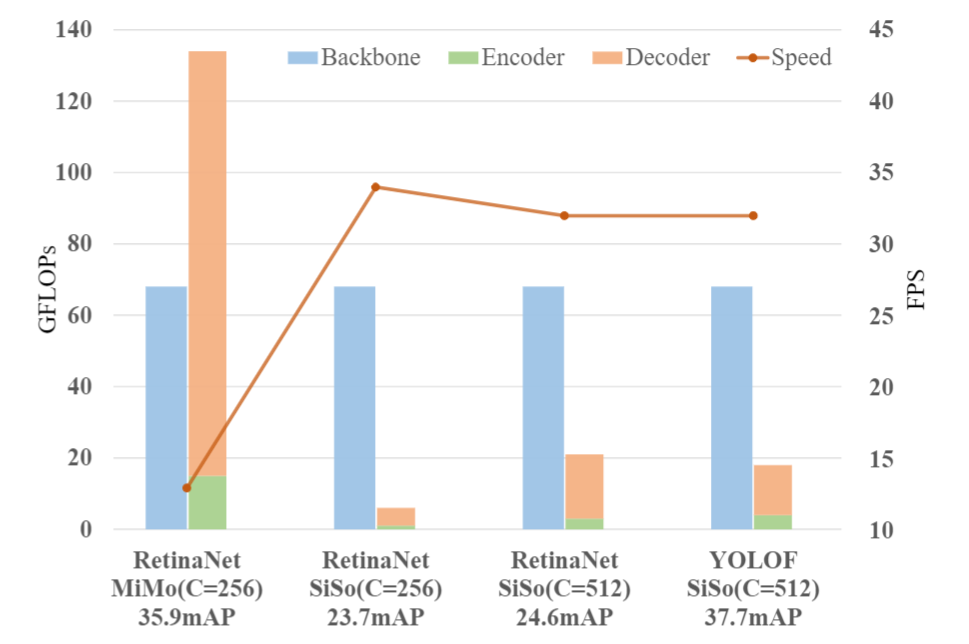 140
120
100
80
60
40
20
0
GFLOPs
45
40
35
30
25
20
15
10
FPS
Backbone Encoder Decoder Speed
RetinaNet
MiMo(C=256)
35.9mAP
RetinaNet
SiSo(C=256)
23.7mAP
RetinaNet
SiSo(C=512)
24.6mAP
YOLOF
SiSo(C=512)
37.7mAP